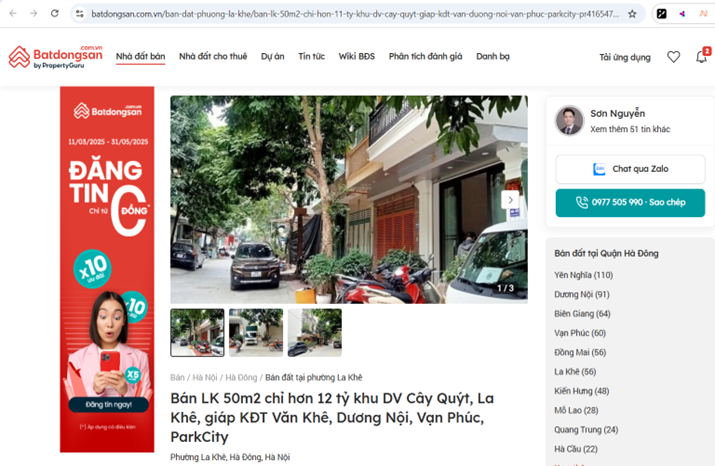 batdongsan.com.vn/ban-dat-phuong-la-khe/ban-lk-50m2-chi-hon-11-ty-khu-dv-cay-quyt-giap-kdt-van-duong-noi-van-phuc-parkcity-pr416547...
Batdongsan
.com.vn
by PropertyGuru
Nhà đất bán
Nhà đất cho thuê
Dự án
Tin tức
Wiki BĐS
Phân tích đánh giá
Danh bạ
Tải ứng dụng
2
Batdongsan
.com.vn
11/03/2025 - 31/05/2025
ĐĂNG
TIN
Chỉ từ
0
ĐỒNG*
x10
ưu đãi
x10
X5
Đăng tin ngay!
(*) Áp dụng có điều kiện
1 / 3
Sơn Nguyễn
Xem thêm 51 tin khác
Chat qua Zalo
0977 505 990 · Sao chép
Bán đất tại Quận Hà Đông
Yên Nghĩa (110)
Dương Nội (91)
Biên Giang (64)
Vạn Phúc (60)
Đồng Mai (56)
La Khê (56)
Kiến Hưng (48)
Mỗ Lao (28)
Quang Trung (24)
Hà Cầu (22)
Bán / Hà Nội / Hà Đông / Bán đất tại phường La Khê
Bán LK 50m2 chỉ hơn 12 tỷ khu DV Cây Quýt, La
Khê, giáp KĐT Văn Khê, Dương Nội, Vạn Phúc,
ParkCity
Phường La Khê, Hà Đông, Hà Nội